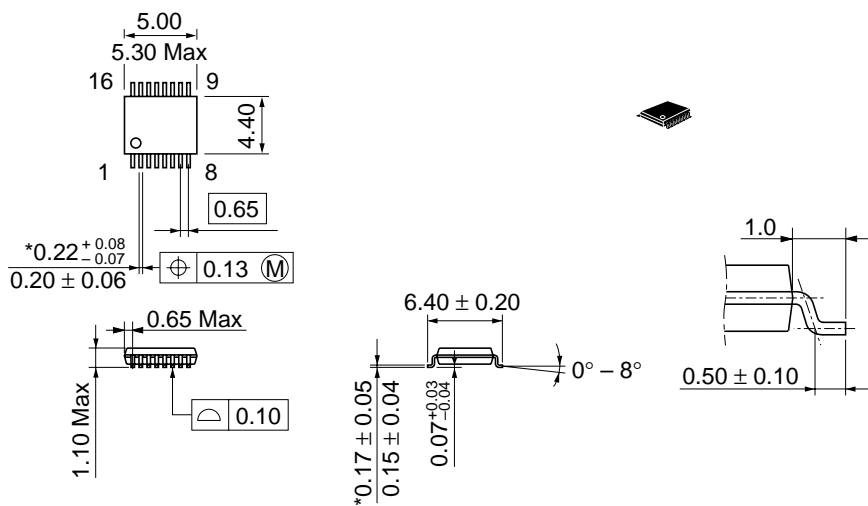 5.00
5.30 Max
16 9
4.40
1 8
0.65
*0.22 + 0.08 − 0.07
0.20 ± 0.06
0.13 Ⓜ
0.65 Max
1.10 Max
0.10
6.40 ± 0.20
0° – 8°
*0.17 ± 0.05
0.15 ± 0.04
0.07 +0.03 −0.04
1.0
0.50 ± 0.10